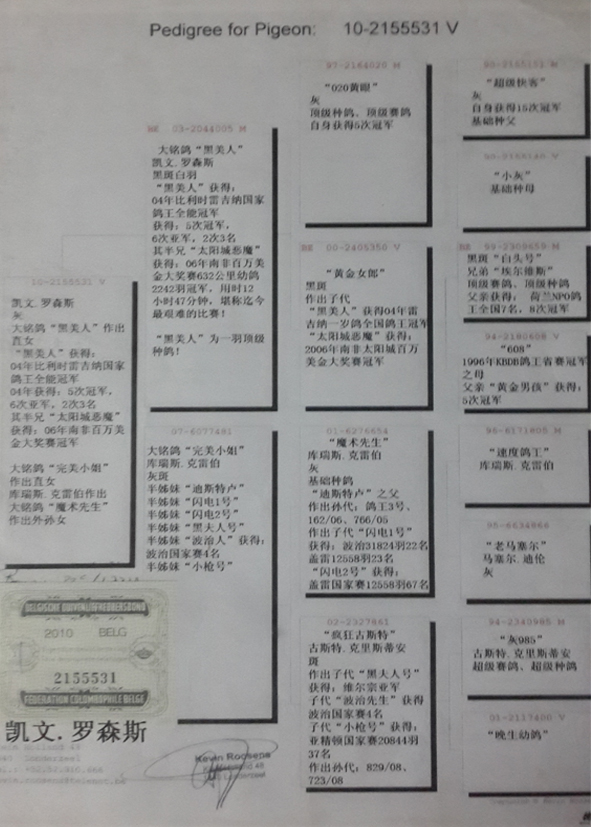 Pedigree for Pigeon: 10-2155531 V
10-2155531 V
凯文.罗森斯
灰
大铭鸽“黑美人”作出
直女
“黑美人”获得：
04年比利时雷吉纳国家
鸽王全能冠军
04年获得：5次冠军，
6次亚军，2次3名
其半兄“太阳城恶魔”
获得：06年南非百万美
金大奖赛冠军
大铭鸽“完美小姐”
作出直女
库瑞斯.克雷伯作出
大铭鸽“魔术先生”
作出外孙女
BE 03-2044005 M
大铭鸽“黑美人”
凯文.罗森斯
黑斑白羽
“黑美人”获得：
04年比利时雷吉纳国家
鸽王全能冠军
获得：5次冠军，
6次亚军，2次3名
其半兄“太阳城恶魔”
获得：06年南非百万美
金大奖赛632公里幼鸽
2242羽冠军，用时12
小时47分钟，堪称迄今
最艰难的比赛！
“黑美人”为一羽顶级
种鸽！
07-6077481
大铭鸽“完美小姐”
库瑞斯.克雷伯
灰斑
半姊妹“迪斯特卢”
半姊妹“闪电1号”
半姊妹“闪电2号”
半姊妹“黑夫人号”
半姊妹“波治人”获得：
波治国家赛4名
半姊妹“小枪号”
97-2164020 M
“020黄眼”
灰
顶级种鸽、顶级赛鸽
自身获得5次冠军
BE 00-2405350 V
“黄金女郎”
黑斑
作出子代
“黑美人”获得04年雷
吉纳一岁鸽全国鸽王冠军
“太阳城恶魔”获得：
2006年南非太阳城百万
美金大奖赛冠军
01-6276654
“魔术先生”
库瑞斯.克雷伯
灰
基础种鸽
“迪斯特卢”之父
作出孙代：鸽王3号、
162/06、766/05
作出子代“闪电1号”
获得：波治31824羽22名
盖雷12558羽23名
“闪电2号”获得：
盖雷国家赛12558羽67名
02-2327861
“疯狂古斯特”
古斯特.克里斯蒂安
斑
作出子代“黑夫人号”
获得：维尔宗亚军
子代“波治先生”获得
波治国家赛4名
子代“小枪号”获得：
亚精顿国家赛20844羽
37名
作出孙代：829/08、
723/08
“超级快客”
灰
自身获得15次冠军
基础种父
“小灰”
基础种母
BE 99-2309659 M
黑斑“白头号”
兄弟“埃尔维斯”
顶级赛鸽、顶级种鸽
父亲获得：荷兰NPO鸽
王全国7名，8次冠军
94-2180608 V
“608”
1996年KBDB鸽王省赛冠军
之母
父亲“黄金男孩”获得：
5次冠军
96-6171805 M
“速度鸽王”
库瑞斯.克雷伯
95-6634866
“老马塞尔”
马塞尔.迪伦
灰
94-2340985 M
“灰985”
古斯特.克里斯蒂安
超级赛鸽、超级种鸽
01-2117400 V
“晚生幼鸽”
BELGISCHE DUIVENLIEFHEBBERSBOND
2010 BELG
2155531
FEDERATION COLOMBOPHILE BELGE
凯文.罗森斯
Kevin Roosens